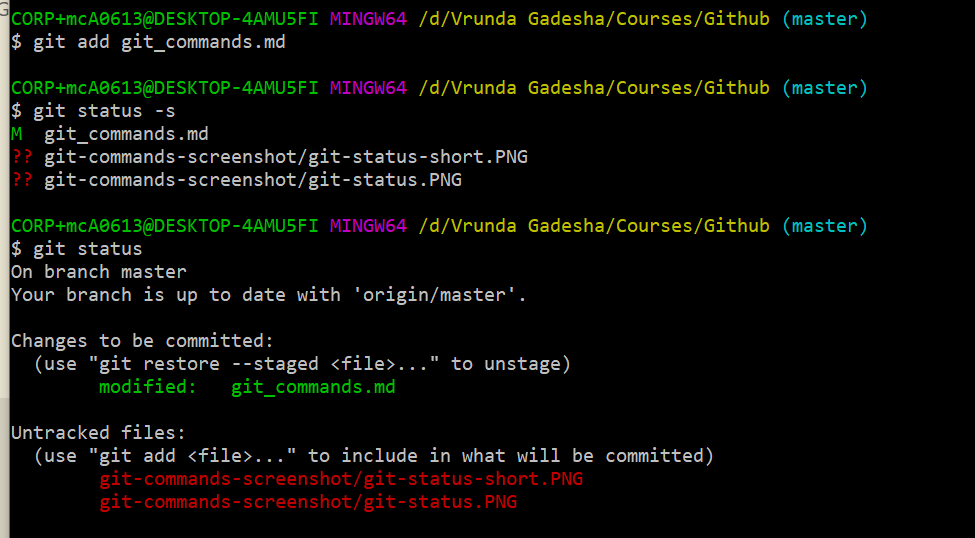 CORP+mcA0613@DESKTOP-4AMU5FI MINGW64 /d/Vrunda Gadesha/Courses/Github (master)
$ git add git_commands.md
CORP+mcA0613@DESKTOP-4AMU5FI MINGW64 /d/Vrunda Gadesha/Courses/Github (master)
$ git status -s
M  git_commands.md
?? git-commands-screenshot/git-status-short.PNG
?? git-commands-screenshot/git-status.PNG
CORP+mcA0613@DESKTOP-4AMU5FI MINGW64 /d/Vrunda Gadesha/Courses/Github (master)
$ git status
On branch master
Your branch is up to date with 'origin/master'.
Changes to be committed:
  (use "git restore --staged <file>..." to unstage)
        modified:   git_commands.md
Untracked files:
  (use "git add <file>..." to include in what will be committed)
        git-commands-screenshot/git-status-short.PNG
        git-commands-screenshot/git-status.PNG